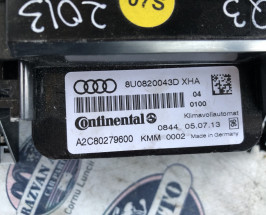 2013
8U0820043D XHA
04
0100
Continental
Klimavollautomat
0844 05.07.13
A2C80279600 KMM 0002 Made in Germany